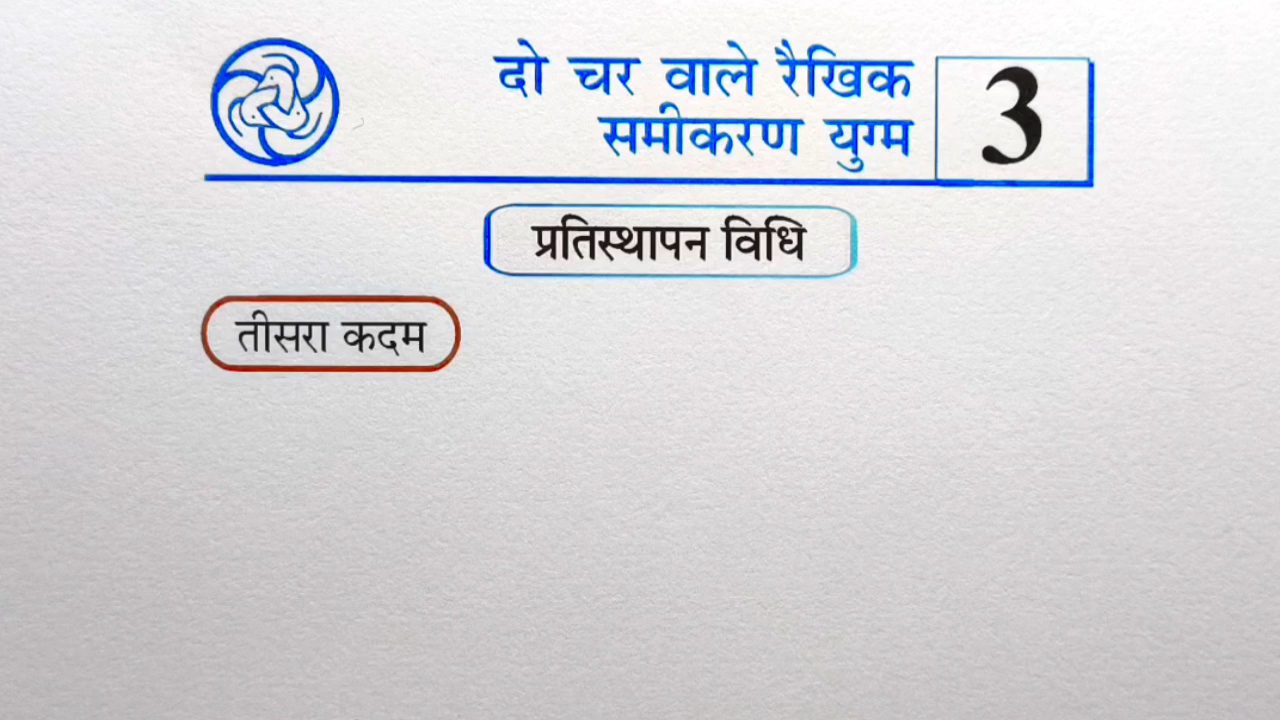 दो चर वाले रैखिक
समीकरण युग्म
3
प्रतिस्थापन विधि
तीसरा कदम